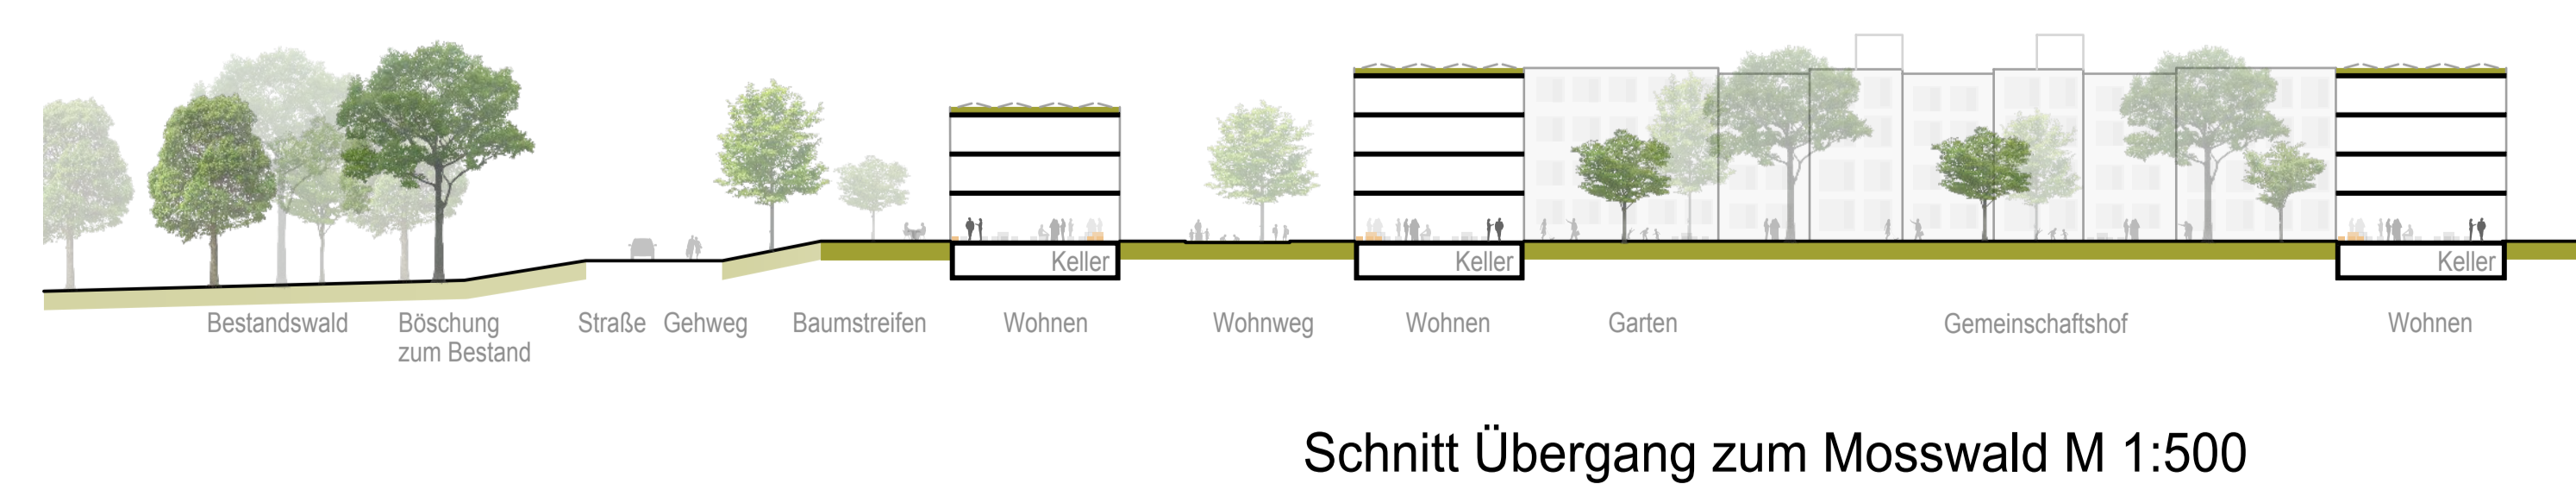 Keller
Keller
Keller
Bestandswald
Böschung
zum Bestand
Straße
Gehweg
Baumstreifen
Wohnen
Wohnweg
Wohnen
Garten
Gemeinschaftshof
Wohnen
Schnitt Übergang zum Mosswald M 1:500